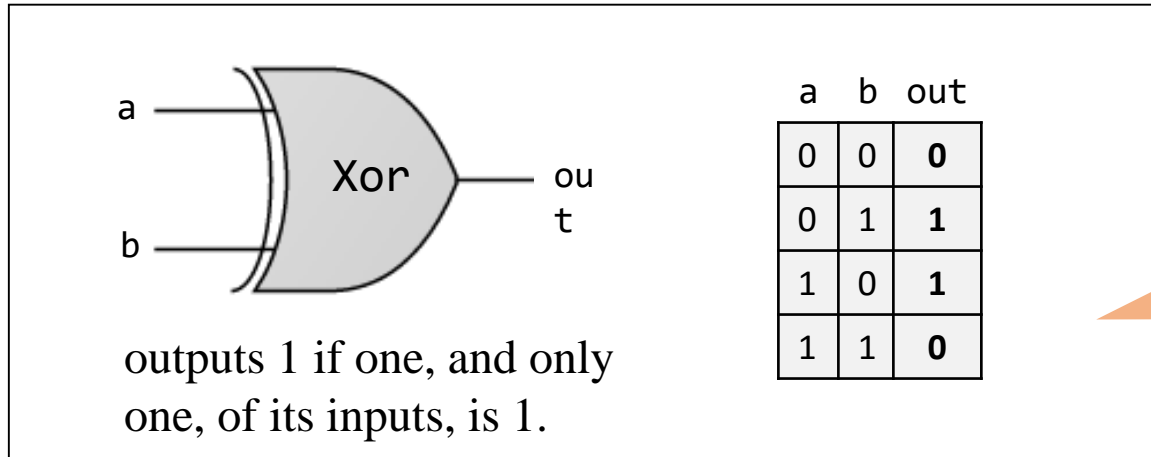 a
Xor
ou
t
b
outputs 1 if one, and only
one, of its inputs, is 1.
a b out
0 0 0
0 1 1
1 0 1
1 1 0